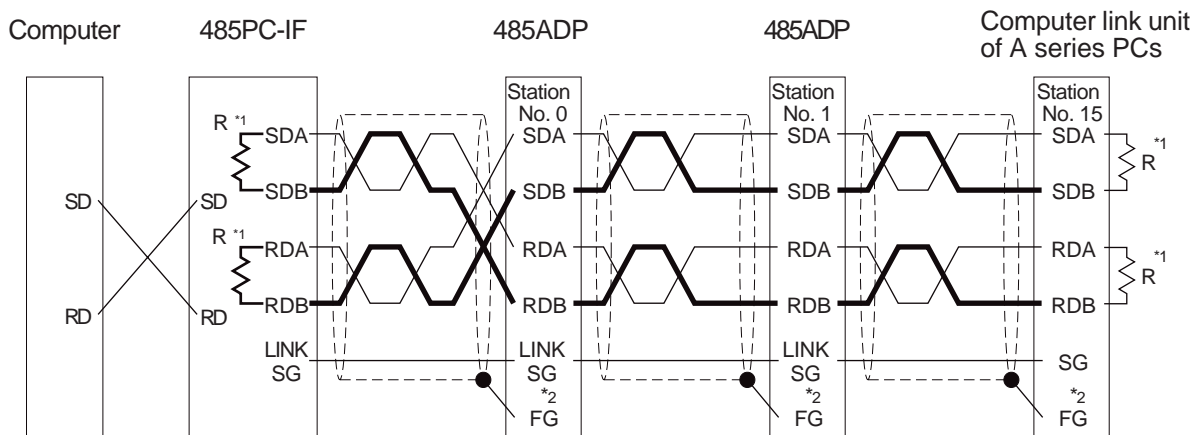 Computer
485PC-IF
485ADP
485ADP
Computer link unit
of A series PCs
SD
RD
R *1
R *1
SD
RD
SDA
SDB
RDA
RDB
LINK
SG
Station
No. 0
SDA
SDB
RDA
RDB
LINK
SG
*2
FG
Station
No. 1
SDA
SDB
RDA
RDB
LINK
SG
*2
FG
Station
No. 15
SDA
SDB
RDA
RDB
SG
*2
FG
R *1
R *1